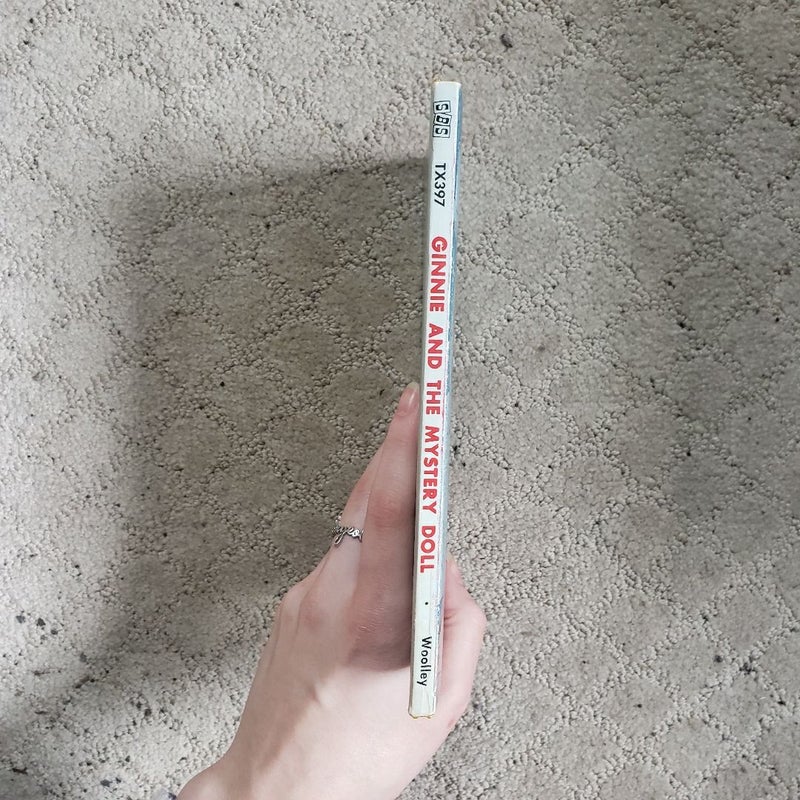 SBS
TX397
GINNIE AND THE MYSTERY DOLL
Woolley